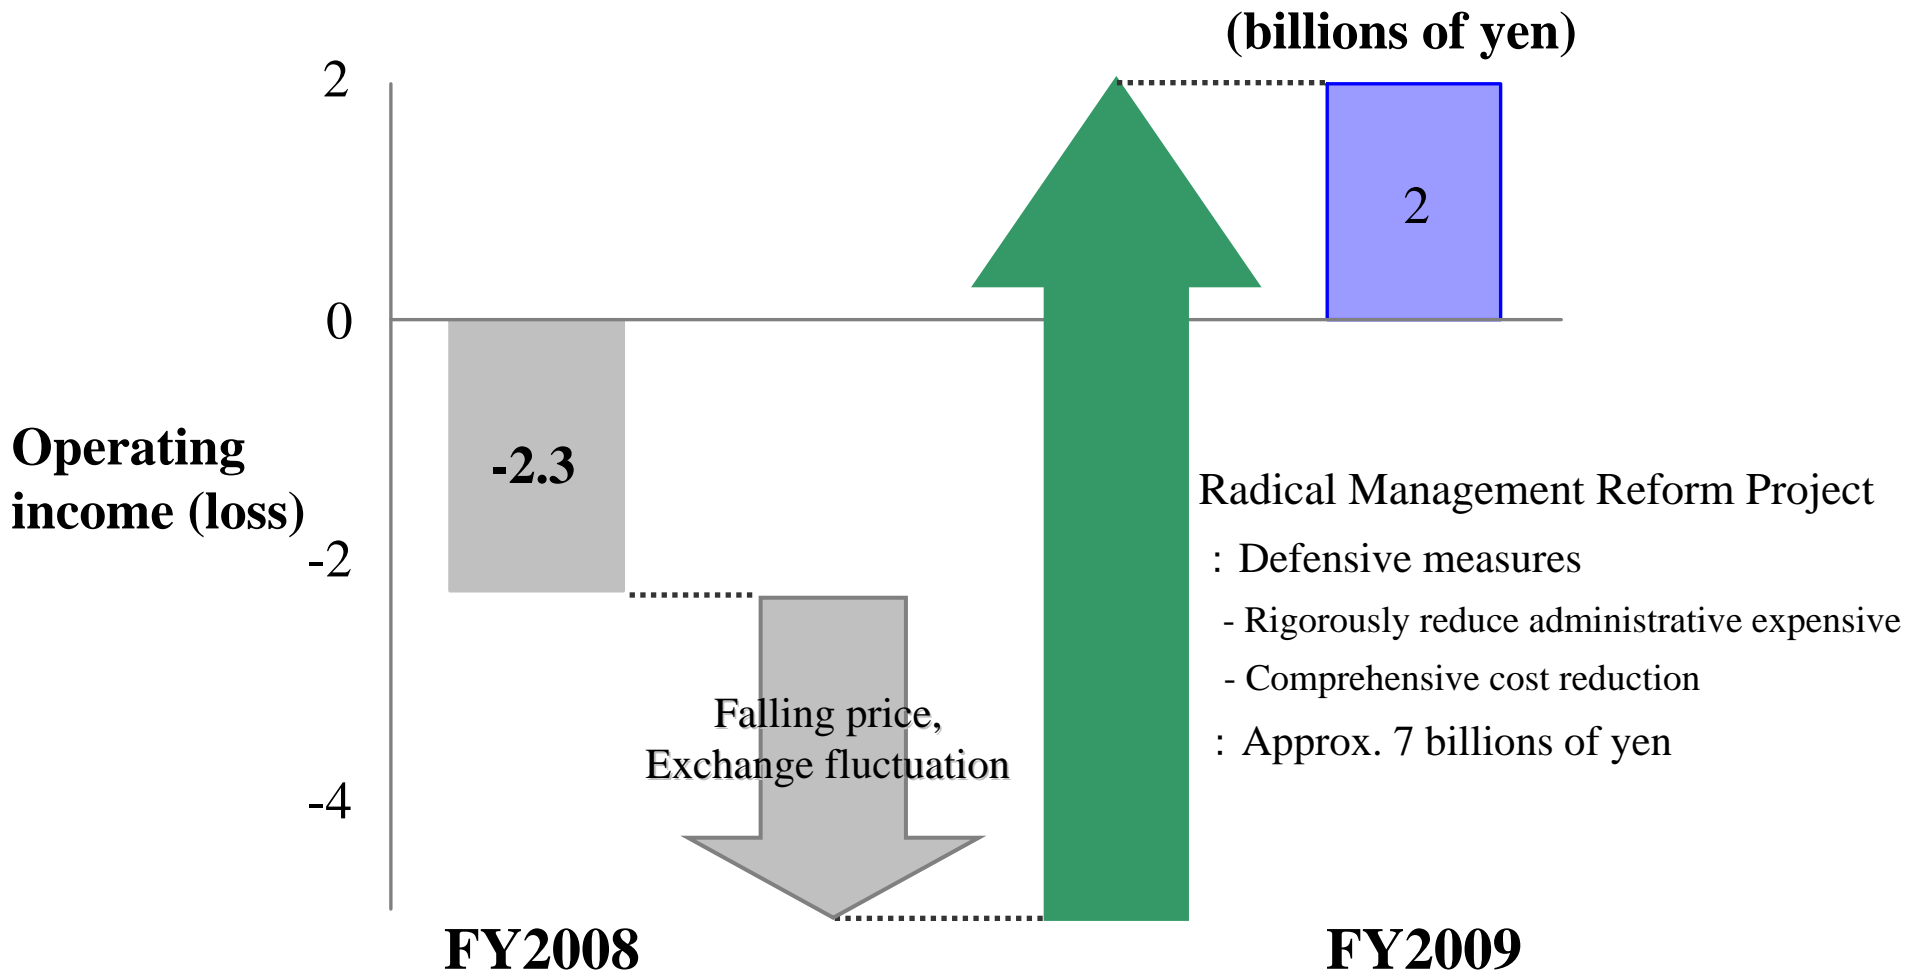 (billions of yen)
2
2
0
Operating
income (loss)
-2.3
-2
Radical Management Reform Project
: Defensive measures
- Rigorously reduce administrative expensive
- Comprehensive cost reduction
: Approx. 7 billions of yen
Falling price,
Exchange fluctuation
-4
FY2008
FY2009